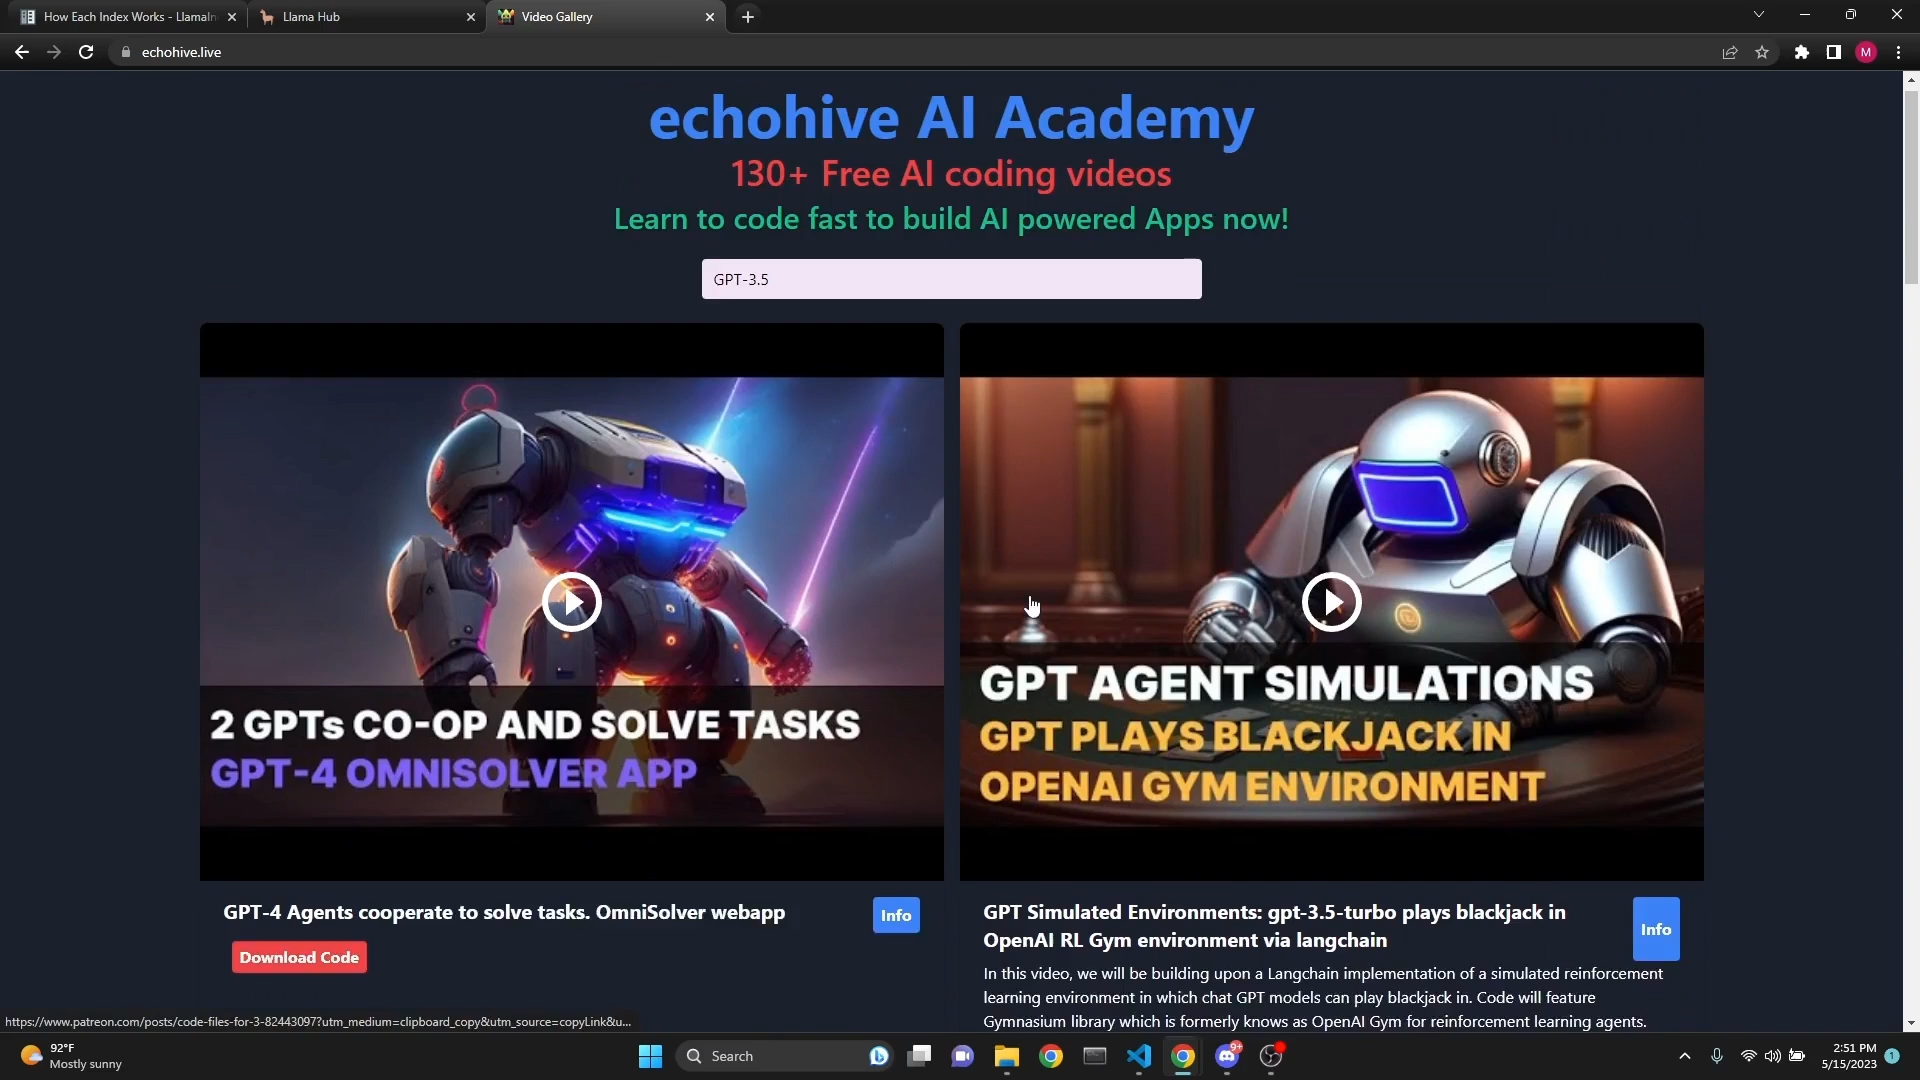 How Each Index Works - LlamaIn
Llama Hub
Video Gallery
echohive.live
M
echohive AI Academy
130+ Free AI coding videos
Learn to code fast to build AI powered Apps now!
GPT-3.5
2 GPTs CO-OP AND SOLVE TASKS
GPT-4 OMNISOLVER APP
GPT AGENT SIMULATIONS
GPT PLAYS BLACKJACK IN
OPENAI GYM ENVIRONMENT
GPT-4 Agents cooperate to solve tasks. OmniSolver webapp
Info
Download Code
GPT Simulated Environments: gpt-3.5-turbo plays blackjack in
OpenAI RL Gym environment via langchain
Info
In this video, we will be building upon a Langchain implementation of a simulated reinforcement
learning environment in which chat GPT models can play blackjack in. Code will feature
Gymnasium library which is formerly knows as OpenAI Gym for reinforcement learning agents.
https://www.patreon.com/posts/code-files-for-3-82443097?utm_medium=clipboard_copy&utm_source=copyLink&u...
92°F
Mostly sunny
Search
9+
2:51 PM
5/15/2023
1